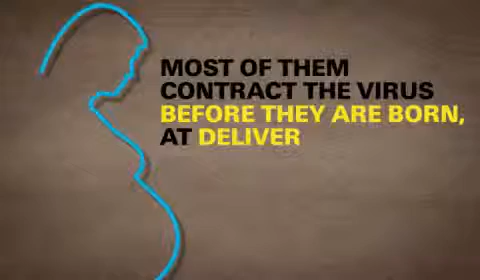 MOST OF THEM
CONTRACT THE VIRUS
BEFORE THEY ARE BORN,
AT DELIVER